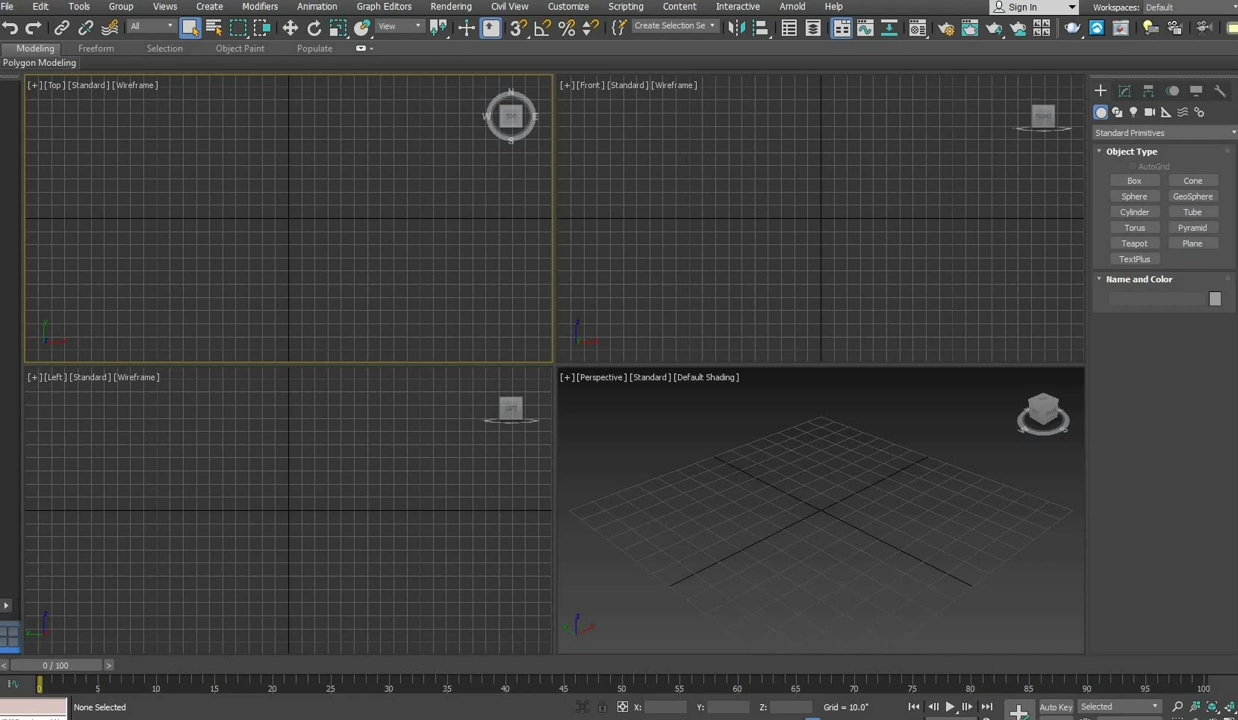 File Edit Tools Group Views Create Modifiers Animation Graph Editors Rendering Civil View Customize Scripting Content Interactive Arnold Help Sign In Workspaces: Default
All View Create Selection Se
Modeling Freeform Selection Object Paint Populate
Polygon Modeling
[+] [Top] [Standard] [Wireframe]
N
W E
S
TOP
[+] [Front] [Standard] [Wireframe]
FRONT
Standard Primitives
Object Type
AutoGrid
Box Cone
Sphere GeoSphere
Cylinder Tube
Torus Pyramid
Teapot Plane
TextPlus
Name and Color
y
z
[+] [Left] [Standard] [Wireframe]
LEFT
[+] [Perspective] [Standard] [Default Shading]
z
z
< 0 / 100 >
0 5 10 15 20 25 30 35 40 45 50 55 60 65 70 75 80 85 90 95 100
None Selected X: Y: Z: Grid = 10.0" Auto Key Selected